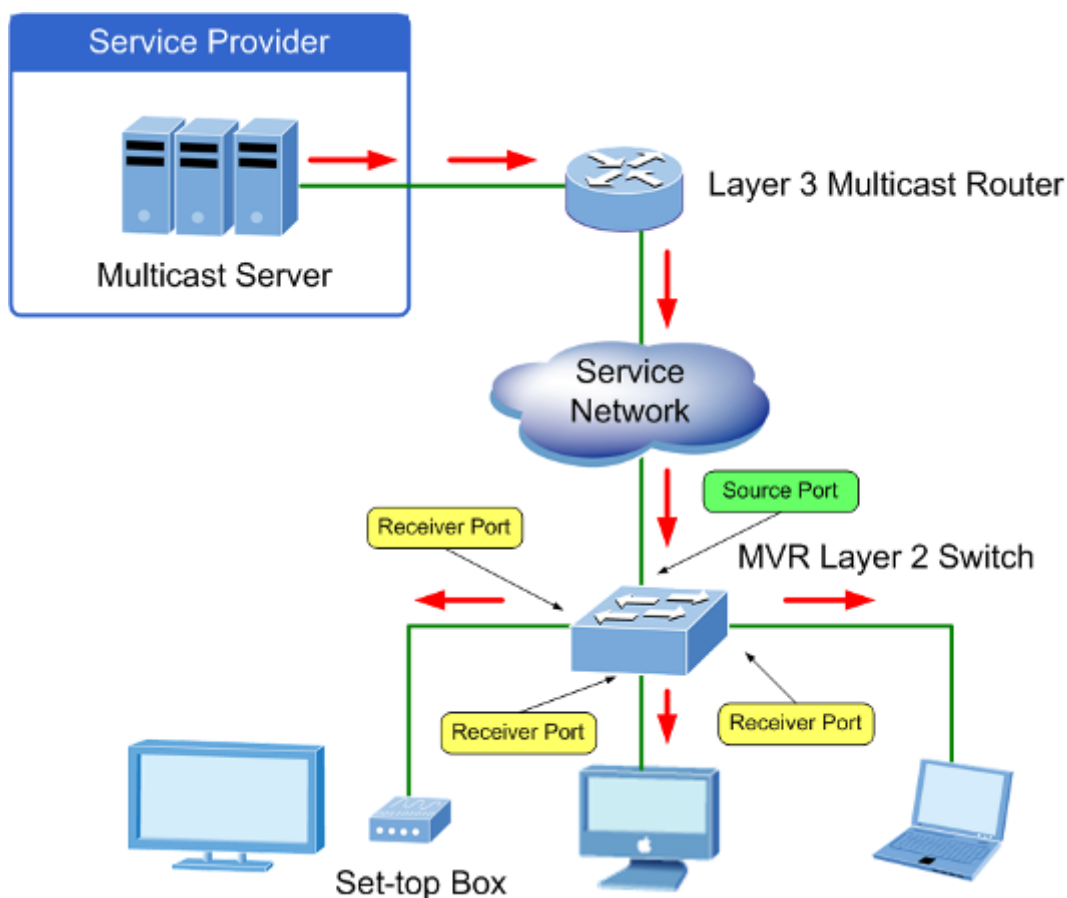 Service Provider
Multicast Server
Layer 3 Multicast Router
Service
Network
Source Port
Receiver Port
MVR Layer 2 Switch
Receiver Port
Receiver Port
Set-top Box